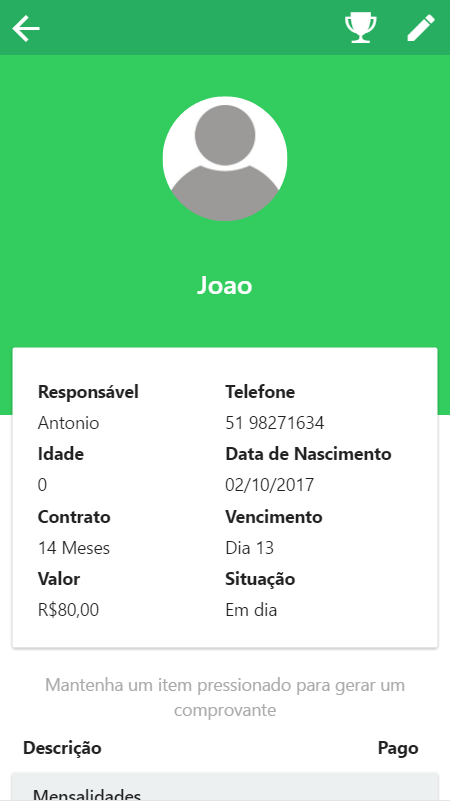 Joao
Responsável Telefone
Antonio 51 98271634
Idade Data de Nascimento
0 02/10/2017
Contrato Vencimento
14 Meses Dia 13
Valor Situação
R$80,00 Em dia
Mantenha um item pressionado para gerar um
comprovante
Descrição Pago
Mensalidades